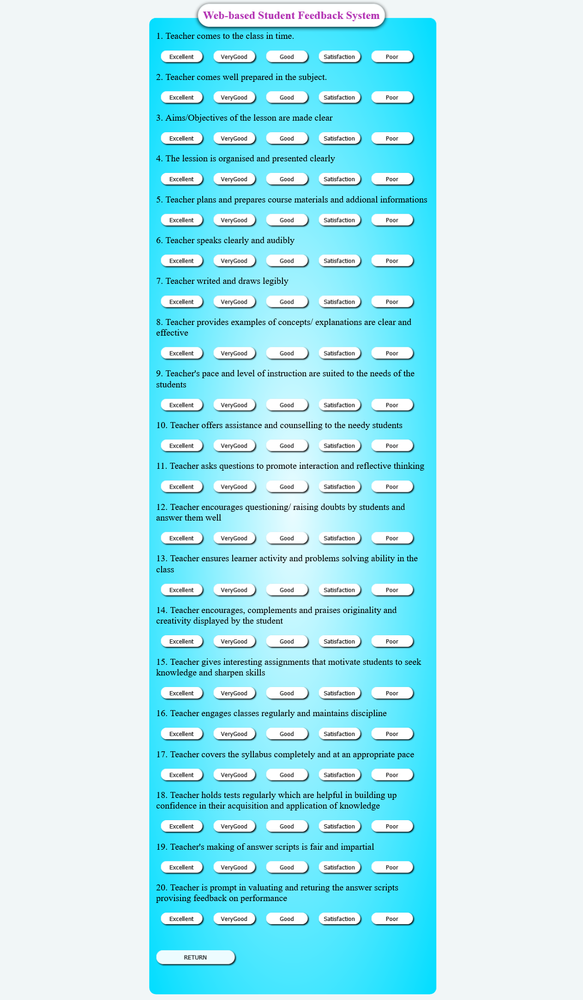 Web-based Student Feedback System
1. Teacher comes to the class in time.
Excellent VeryGood Good Satisfaction Poor
2. Teacher comes well prepared in the subject.
Excellent VeryGood Good Satisfaction Poor
3. Aims/Objectives of the lesson are made clear
Excellent VeryGood Good Satisfaction Poor
4. The lession is organised and presented clearly
Excellent VeryGood Good Satisfaction Poor
5. Teacher plans and prepares course materials and addional informations
Excellent VeryGood Good Satisfaction Poor
6. Teacher speaks clearly and audibly
Excellent VeryGood Good Satisfaction Poor
7. Teacher writed and draws legibly
Excellent VeryGood Good Satisfaction Poor
8. Teacher provides examples of concepts/ explanations are clear and
effective
Excellent VeryGood Good Satisfaction Poor
9. Teacher's pace and level of instruction are suited to the needs of the
students
Excellent VeryGood Good Satisfaction Poor
10. Teacher offers assistance and counselling to the needy students
Excellent VeryGood Good Satisfaction Poor
11. Teacher asks questions to promote interaction and reflective thinking
Excellent VeryGood Good Satisfaction Poor
12. Teacher encourages questioning/ raising doubts by students and
answer them well
Excellent VeryGood Good Satisfaction Poor
13. Teacher ensures learner activity and problems solving ability in the
class
Excellent VeryGood Good Satisfaction Poor
14. Teacher encourages, complements and praises originality and
creativity displayed by the student
Excellent VeryGood Good Satisfaction Poor
15. Teacher gives interesting assignments that motivate students to seek
knowledge and sharpen skills
Excellent VeryGood Good Satisfaction Poor
16. Teacher engages classes regularly and maintains discipline
Excellent VeryGood Good Satisfaction Poor
17. Teacher covers the syllabus completely and at an appropriate pace
Excellent VeryGood Good Satisfaction Poor
18. Teacher holds tests regularly which are helpful in building up
confidence in their acquisition and application of knowledge
Excellent VeryGood Good Satisfaction Poor
19. Teacher's making of answer scripts is fair and impartial
Excellent VeryGood Good Satisfaction Poor
20. Teacher is prompt in valuating and returing the answer scripts
provising feedback on performance
Excellent VeryGood Good Satisfaction Poor
RETURN